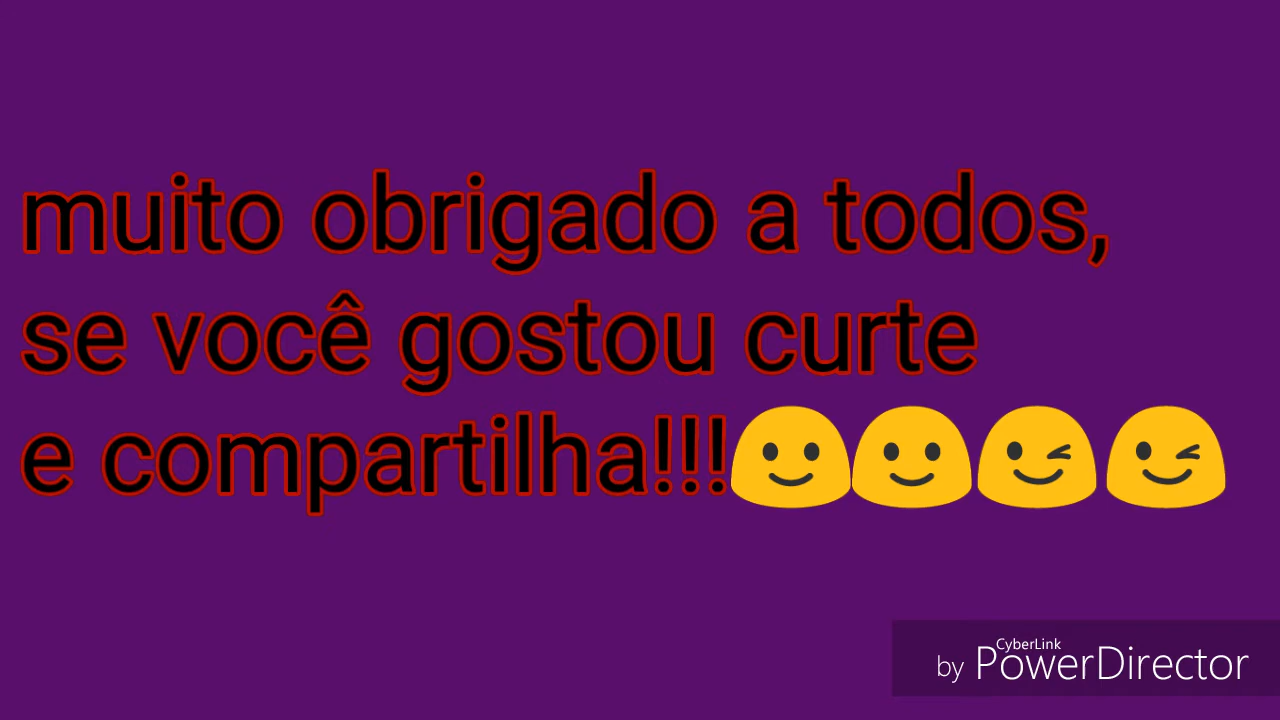 muito obrigado a todos,
se você gostou curte
e compartilha!!!🙂🙂😉😉
CyberLink
by PowerDirector